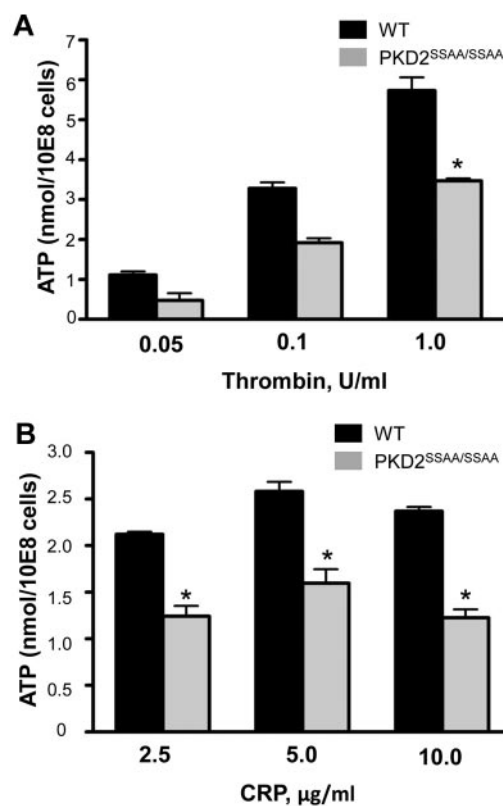 A
WT
PKD2SSAA/SSAA
ATP (nmol/10E8 cells)
7
6
5
4
3
2
1
0
*
0.05 0.1 1.0
Thrombin, U/ml
B
WT
PKD2SSAA/SSAA
ATP (nmol/10E8 cells)
3.0
2.5
2.0
1.5
1.0
0.5
0
* * *
2.5 5.0 10.0
CRP, µg/ml